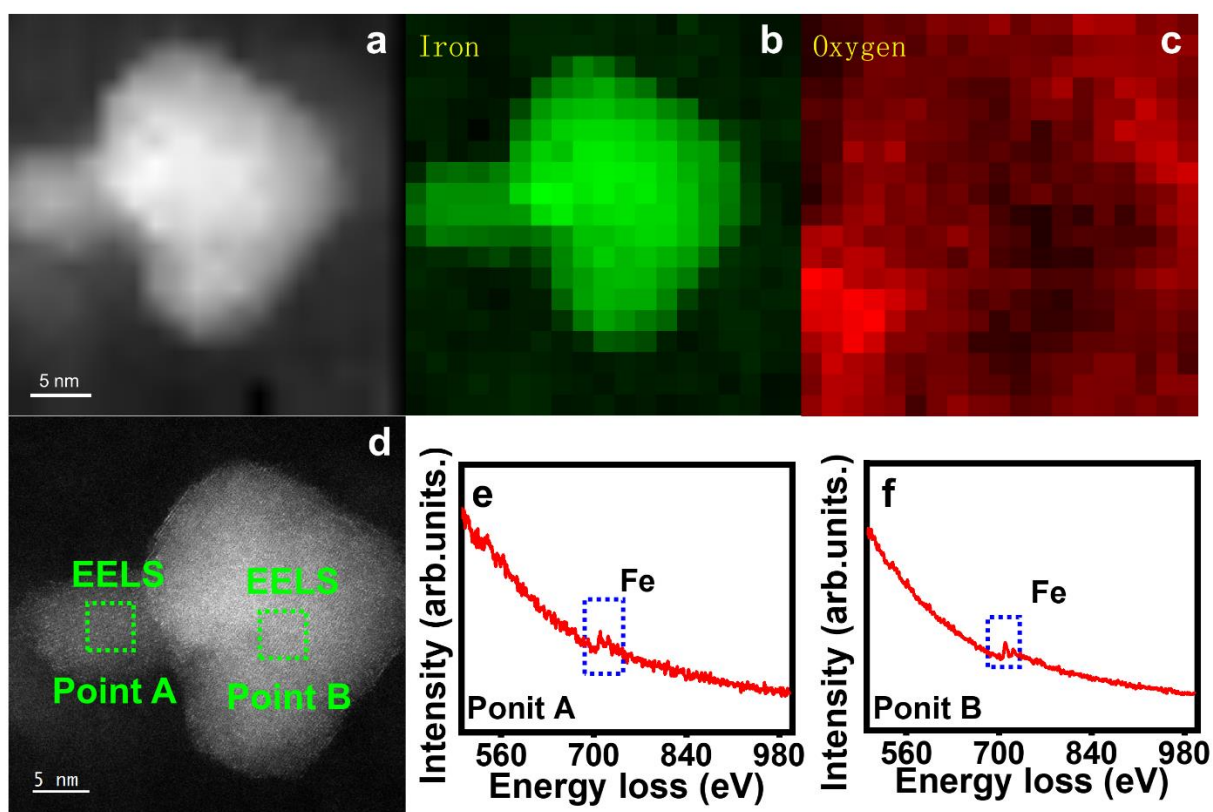 a
Iron
b
Oxygen
c
5 nm
d
EELS
EELS
Point A
Point B
5 nm
Intensity (arb.units.)
e
Fe
Ponit A
560 700 840 980
Energy loss (eV)
Intensity (arb.units.)
f
Fe
Ponit B
560 700 840 980
Energy loss (eV)